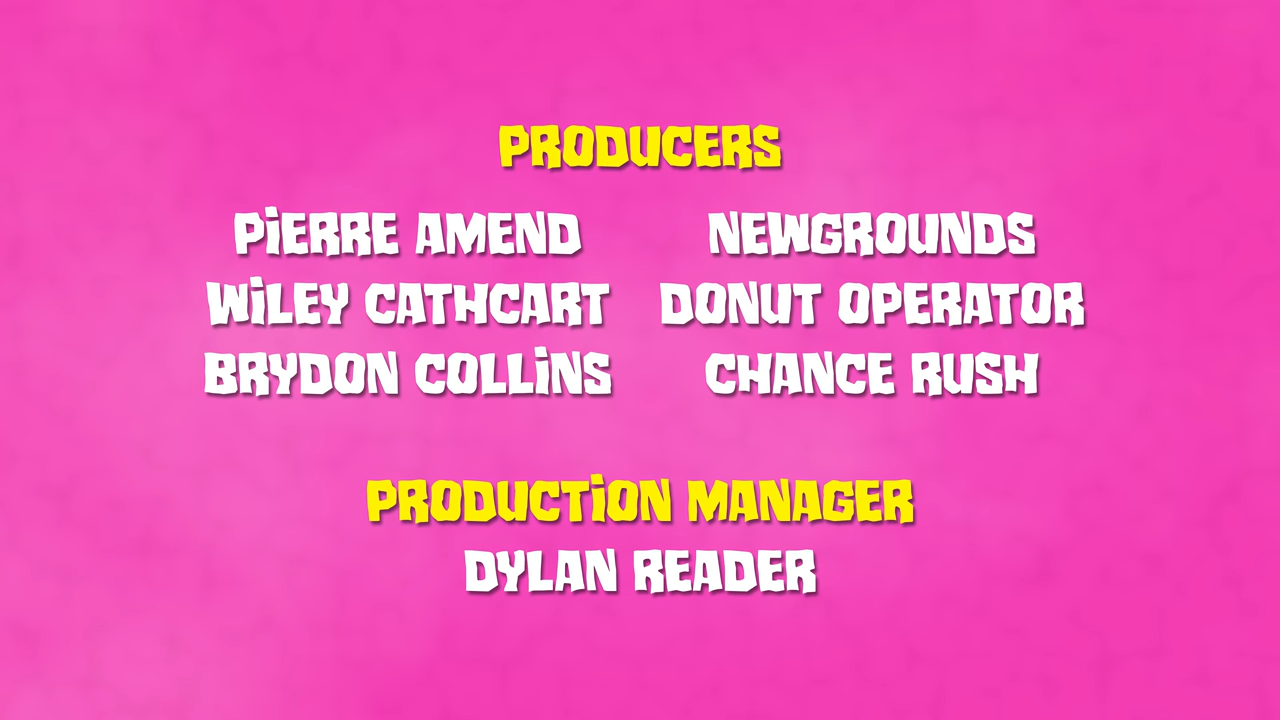 PRODUCERS
PiERRE AMEND
NEWGROUNDS
WiLEY CATHCART
DONUT OPERATOR
BRYDON COLLiNS
CHANCE RUSH
PRODUCTiON MANAGER
DYLAN READER